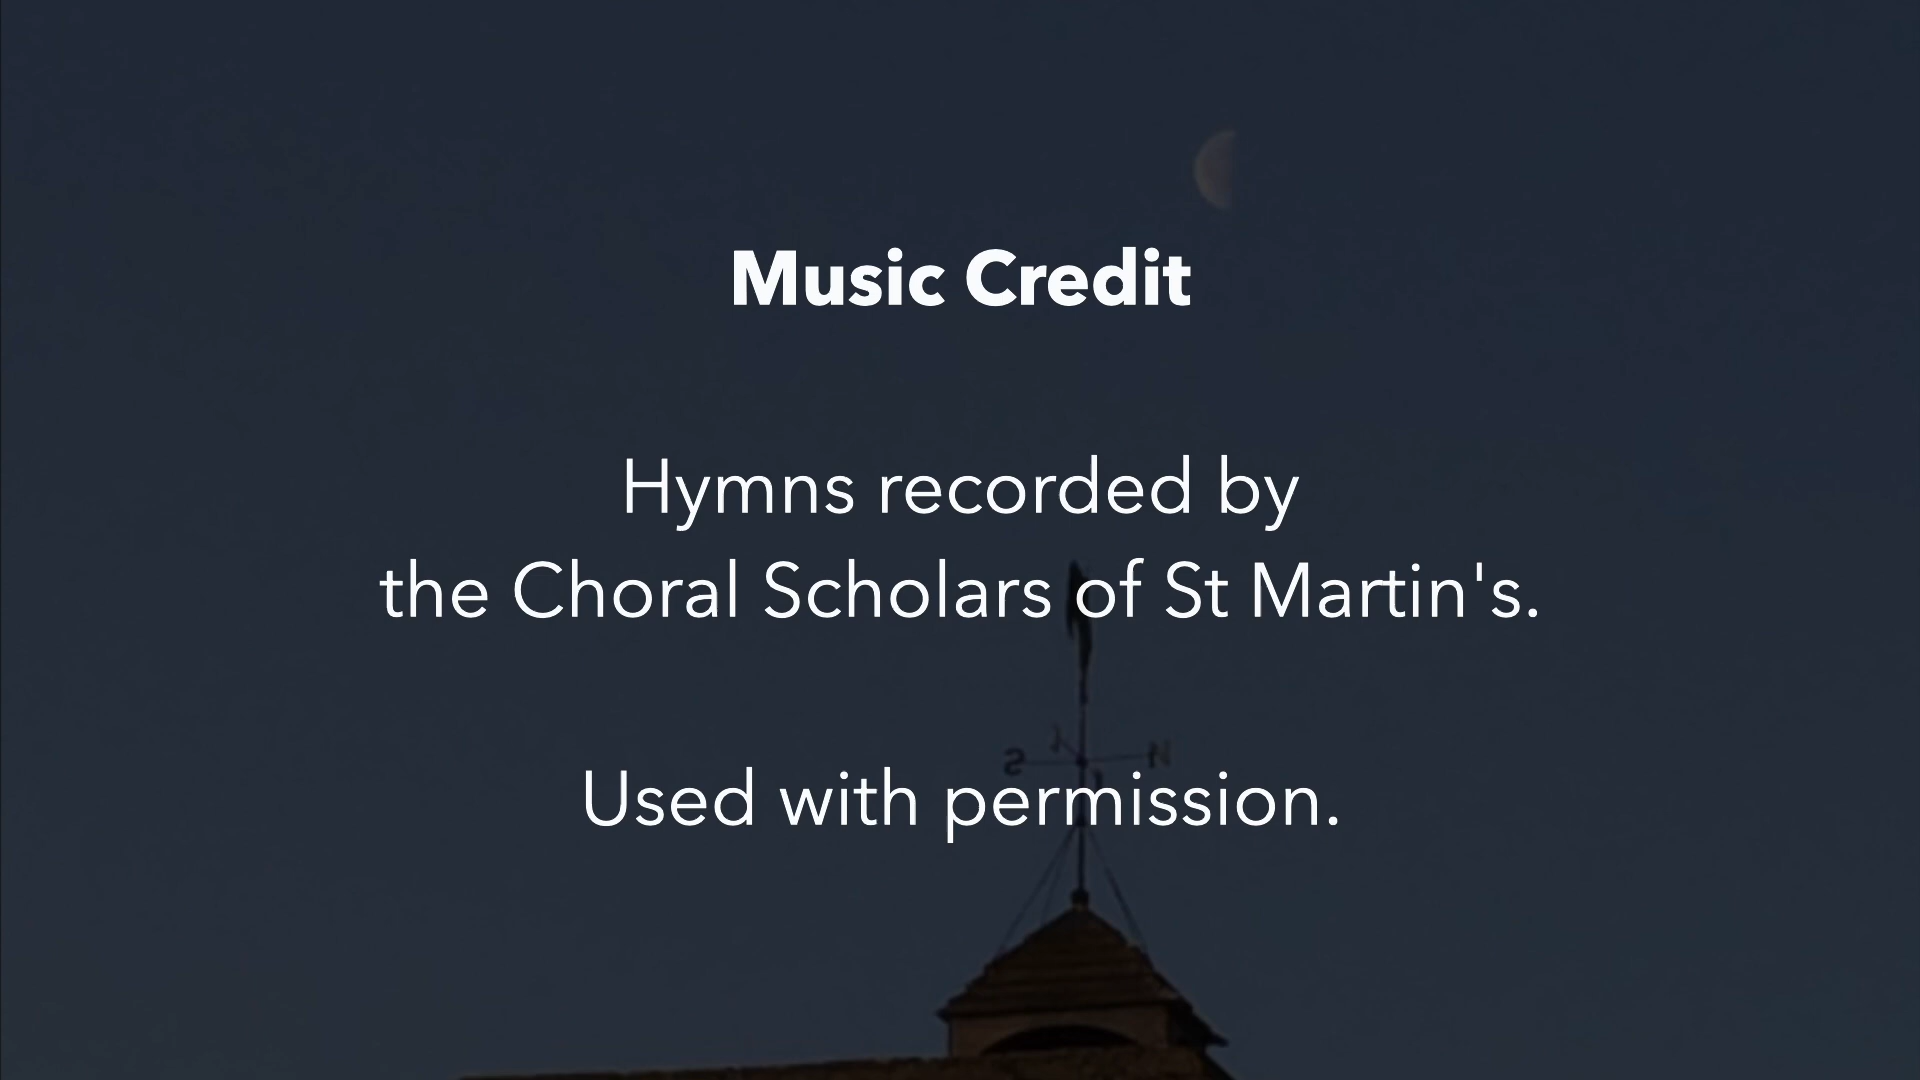 Music Credit
Hymns recorded by
the Choral Scholars of St Martin's.
Used with permission.
S N